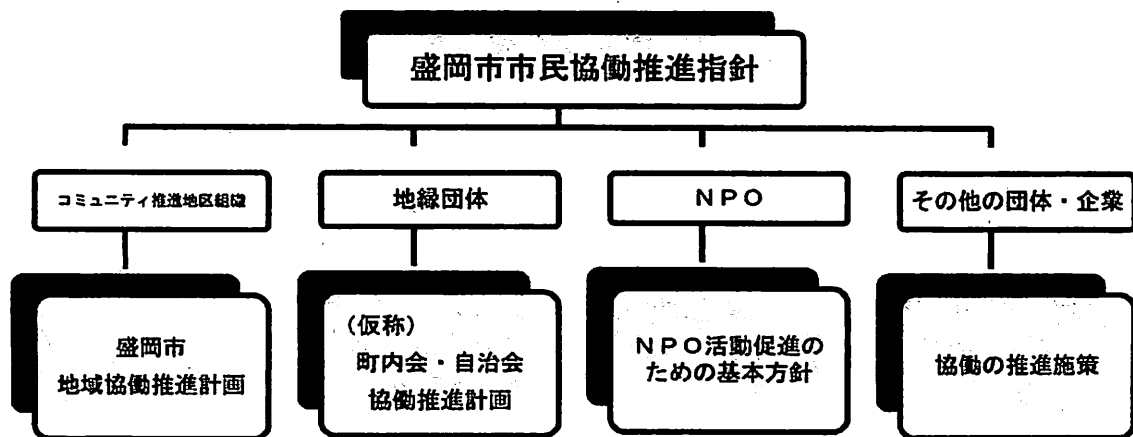 盛岡市市民協働推進指針
コミュニティ推進地区組織
地縁団体
NPO
その他の団体・企業
盛岡市
地域協働推進計画
(仮称)
町内会・自治会
協働推進計画
NPO活動促進の
ための基本方針
協働の推進施策